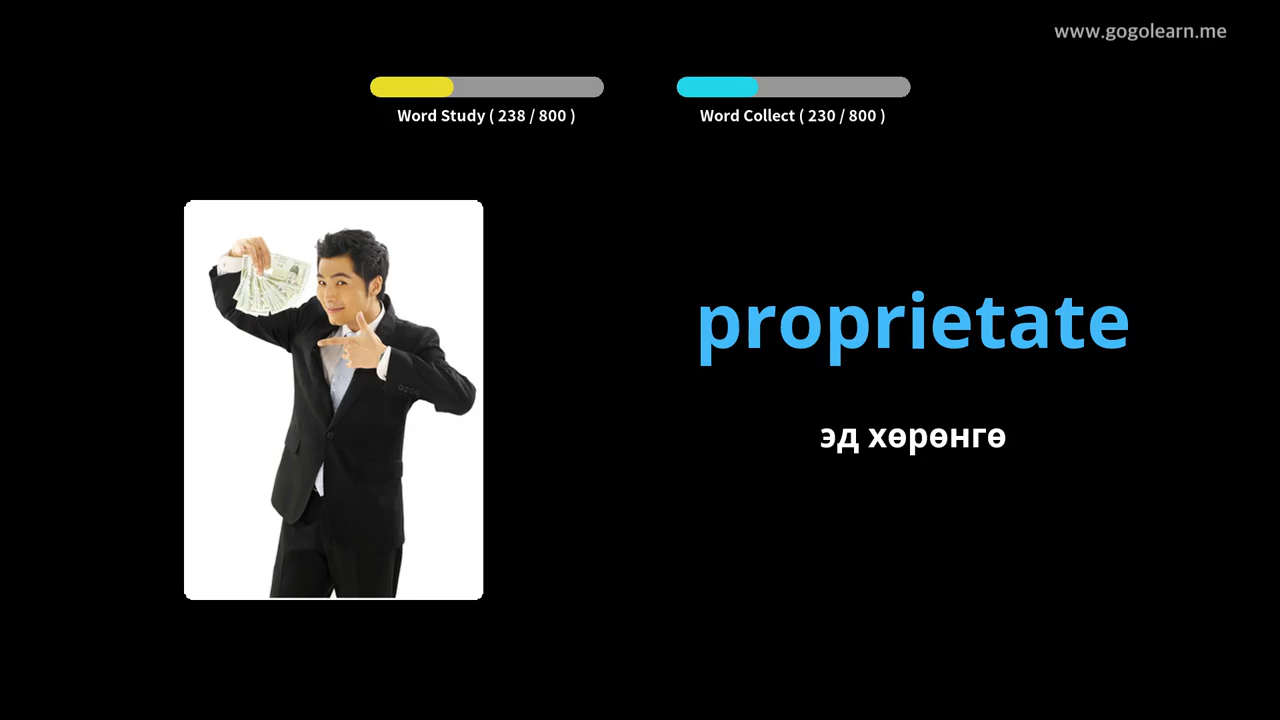 www.gogolearn.me
Word Study ( 238 / 800 )
Word Collect ( 230 / 800 )
proprietate
эд хөрөнгө